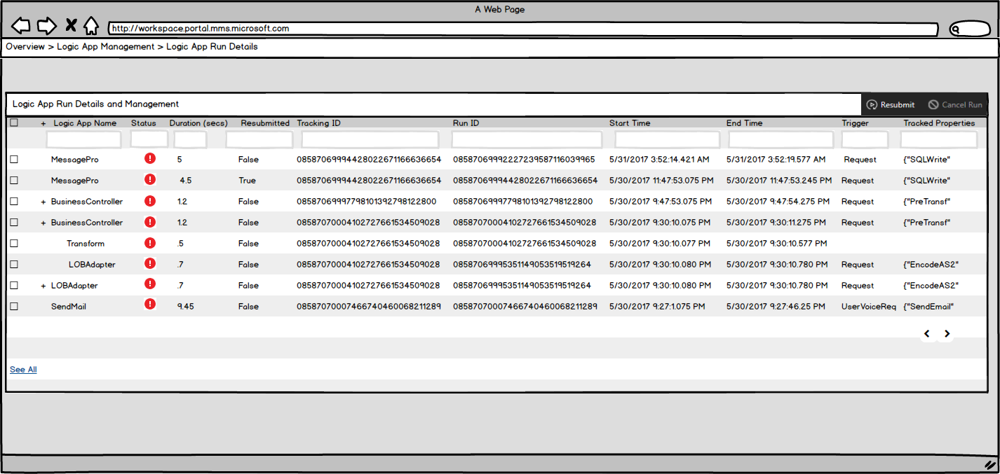 A Web Page
http://workspace.portal.mms.microsoft.com
Overview > Logic App Management > Logic App Run Details
Logic App Run Details and Management Resubmit Cancel Run
+ Logic App Name Status Duration (secs) Resubmitted Tracking ID Run ID Start Time End Time Trigger Tracked Properties
MessagePro 5 False 08587069994428022671166636654 08587069992227239587116039965 5/31/2017 3:52:14.421 AM 5/31/2017 3:52:19.577 AM Request {"SQLWrite"
MessagePro 4.5 True 08587069994428022671166636654 08587069994428022671166636654 5/30/2017 11:47:53.075 PM 5/30/2017 11:47:53.245 PM Request {"SQLWrite"
+ BusinessController 1.2 False 08587069997798101392798122800 08587069997798101392798122800 5/30/2017 9:47:53.075 PM 5/30/2017 9:47:54.275 PM Request {"PreTransf"
+ BusinessController 1.2 False 08587070004102727661534509028 08587070004102727661534509028 5/30/2017 9:30:10.075 PM 5/30/2017 9:30:11.275 PM Request {"PreTransf"
Transform .5 False 08587070004102727661534509028 08587070004102727661534509028 5/30/2017 9:30:10.077 PM 5/30/2017 9:30:10.577 PM
LOBAdapter .7 False 08587070004102727661534509028 08587069995351149053519519264 5/30/2017 9:30:10.080 PM 5/30/2017 9:30:10.780 PM Request {"EncodeAS2"
+ LOBAdapter .7 False 08587070004102727661534509028 08587069995351149053519519264 5/30/2017 9:30:10.080 PM 5/30/2017 9:30:10.780 PM Request {"EncodeAS2"
SendMail 9.45 False 08587070007466740460068211289 08587070007466740460068211289 5/30/2017 9:27:1.075 PM 5/30/2017 9:27:46.25 PM UserVoiceReq {"SendEmail"
See All